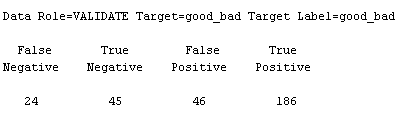 Data Role=VALIDATE Target=good_bad Target Label=good_bad
False True False True
Negative Negative Positive Positive
24 45 46 186